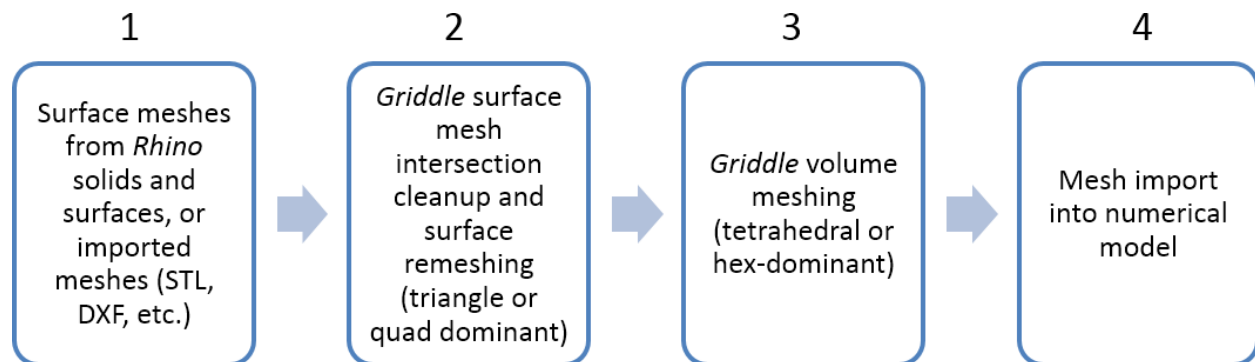 1
Surface meshes
from Rhino
solids and
surfaces, or
imported
meshes (STL,
DXF, etc.)
2
Griddle surface
mesh
intersection
cleanup and
surface
remeshing
(triangle or
quad dominant)
3
Griddle volume
meshing
(tetrahedral or
hex-dominant)
4
Mesh import
into numerical
model